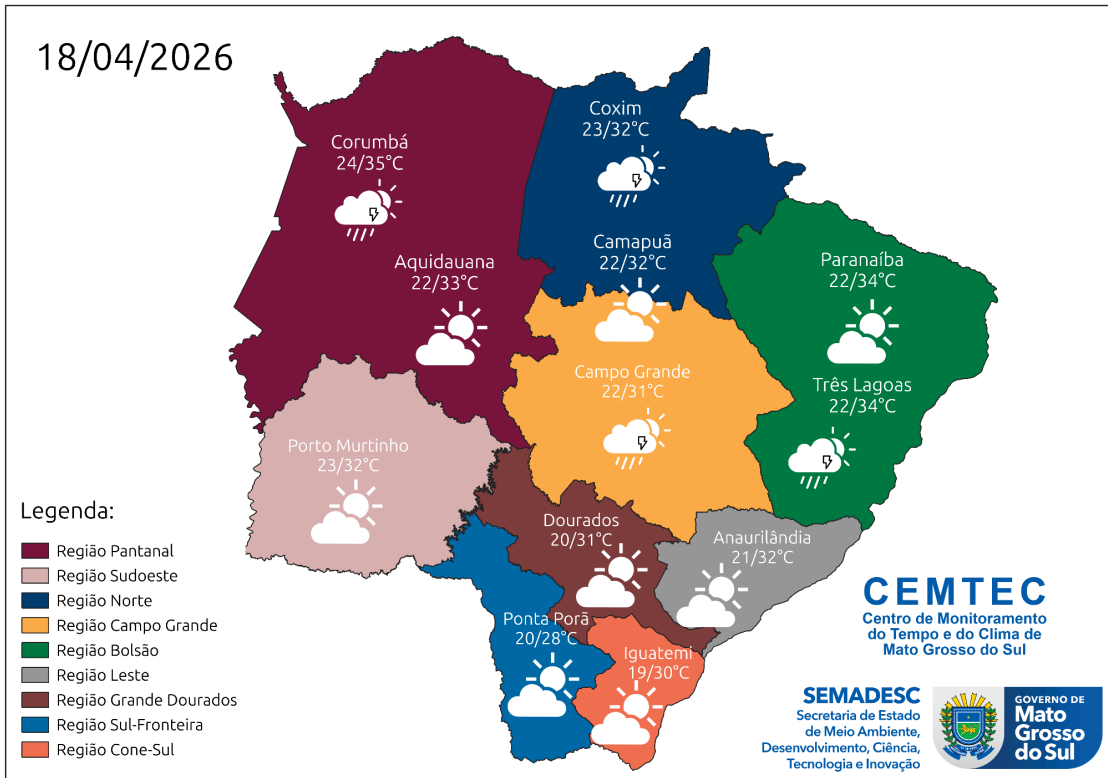 18/04/2026
Coxim
23/32°C
Corumbá
24/35°C
Camapuã
22/32°C
Aquidauana
22/33°C
Paranaíba
22/34°C
Campo Grande
22/31°C
Três Lagoas
22/34°C
Porto Murtinho
23/32°C
Dourados
20/31°C
Anaurilândia
21/32°C
Ponta Porã
20/28°C
Iguatemi
19/30°C
Legenda:
Região Pantanal
Região Sudoeste
Região Norte
Região Campo Grande
Região Bolsão
Região Leste
Região Grande Dourados
Região Sul-Fronteira
Região Cone-Sul
CEMTEC
Centro de Monitoramento
do Tempo e do Clima de
Mato Grosso do Sul
SEMADESC
Secretaria de Estado
de Meio Ambiente,
Desenvolvimento, Ciência,
Tecnologia e Inovação
GOVERNO DE
Mato
Grosso
do Sul